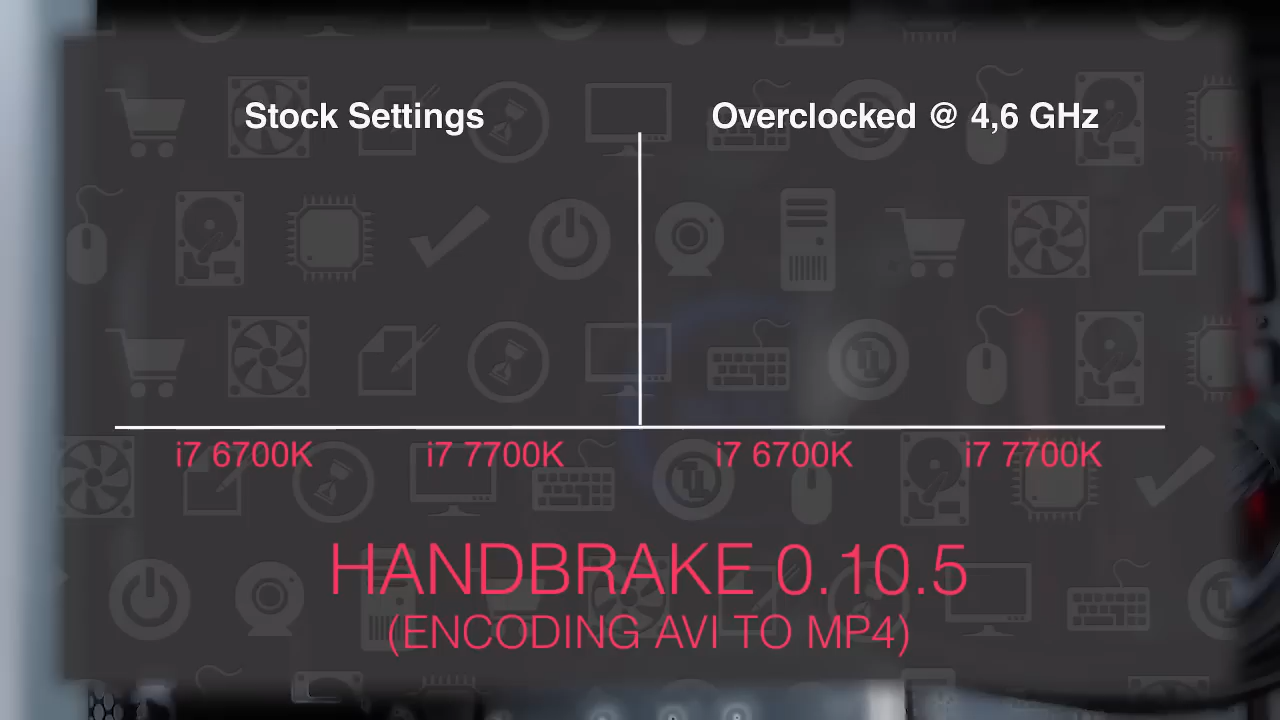 Stock Settings
Overclocked @ 4,6 GHz
i7 6700K
i7 7700K
i7 6700K
i7 7700K
HANDBRAKE 0.10.5
(ENCODING AVI TO MP4)